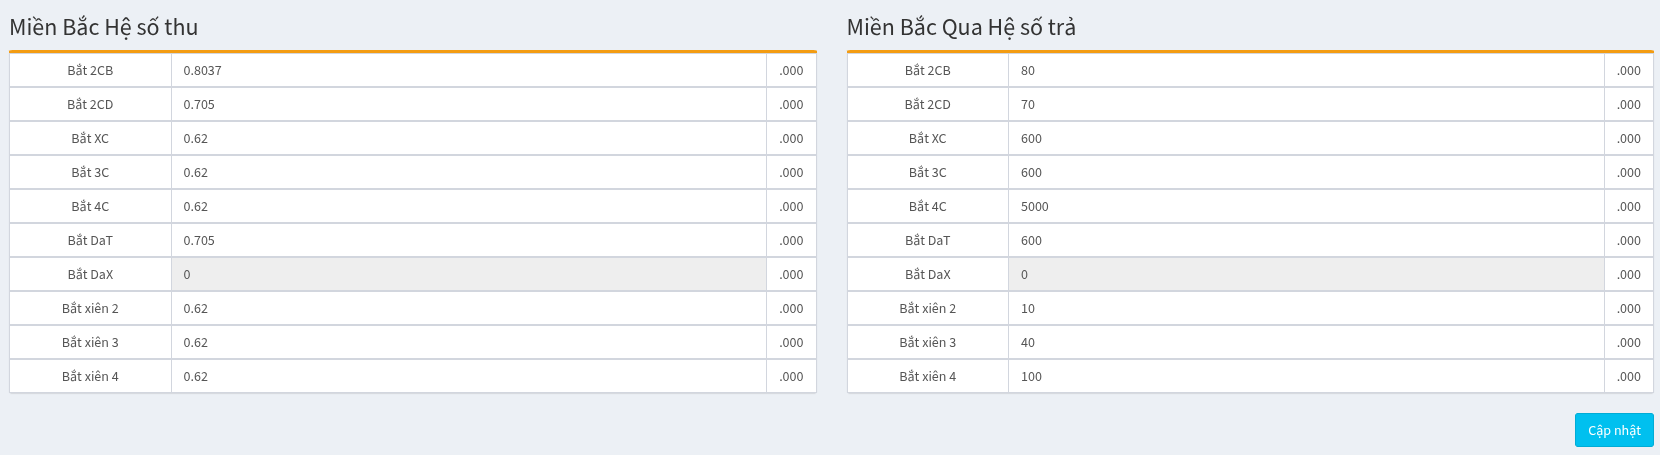 Miền Bắc Hệ số thu
Bắt 2CB 0.8037 .000
Bắt 2CD 0.705 .000
Bắt XC 0.62 .000
Bắt 3C 0.62 .000
Bắt 4C 0.62 .000
Bắt DaT 0.705 .000
Bắt DaX 0 .000
Bắt xiên 2 0.62 .000
Bắt xiên 3 0.62 .000
Bắt xiên 4 0.62 .000
Miền Bắc Qua Hệ số trả
Bắt 2CB 80 .000
Bắt 2CD 70 .000
Bắt XC 600 .000
Bắt 3C 600 .000
Bắt 4C 5000 .000
Bắt DaT 600 .000
Bắt DaX 0 .000
Bắt xiên 2 10 .000
Bắt xiên 3 40 .000
Bắt xiên 4 100 .000
Cập nhật